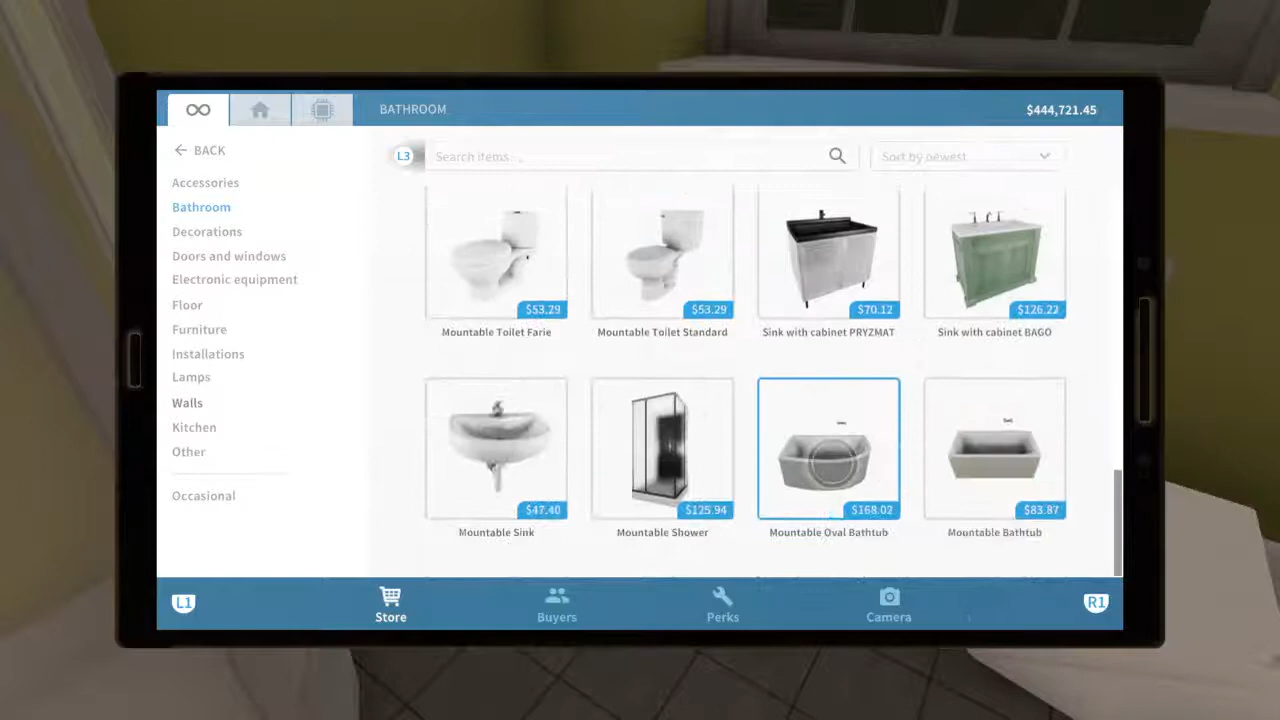 BATHROOM
$444,721.45
BACK
L3
Search items...
Sort by newest
Accessories
Bathroom
Decorations
Doors and windows
Electronic equipment
Floor
Furniture
Installations
Lamps
Walls
Kitchen
Other
Occasional
$53.29
$53.29
$70.12
$126.22
Mountable Toilet Farie
Mountable Toilet Standard
Sink with cabinet PRYZMAT
Sink with cabinet BAGO
$47.40
$125.94
$168.02
$83.87
Mountable Sink
Mountable Shower
Mountable Oval Bathtub
Mountable Bathtub
L1
Store
Buyers
Perks
Camera
R1